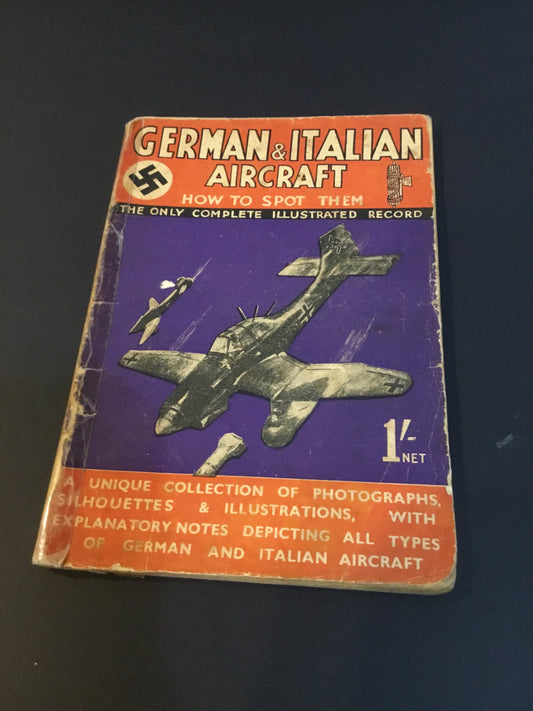 GERMAN & ITALIAN
AIRCRAFT
HOW TO SPOT THEM
THE ONLY COMPLETE ILLUSTRATED RECORD
1/-
NET
A UNIQUE COLLECTION OF PHOTOGRAPHS,
SILHOUETTES & ILLUSTRATIONS, WITH
EXPLANATORY NOTES DEPICTING ALL TYPES
OF GERMAN AND ITALIAN AIRCRAFT